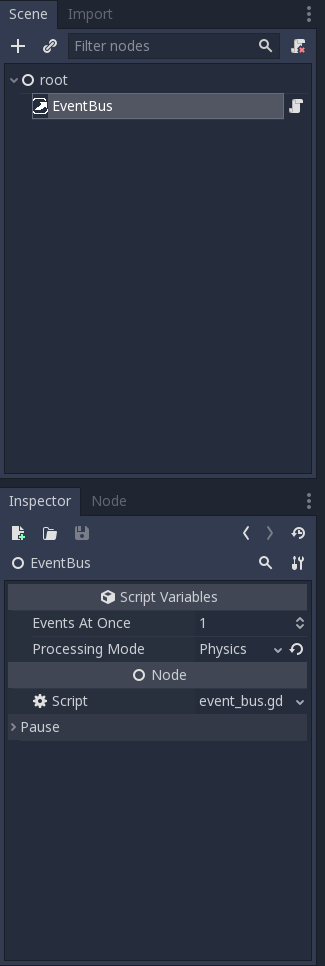 Scene Import
Filter nodes
root
EventBus
Inspector Node
EventBus
Script Variables
Events At Once 1
Processing Mode Physics
Node
Script event_bus.gd
Pause